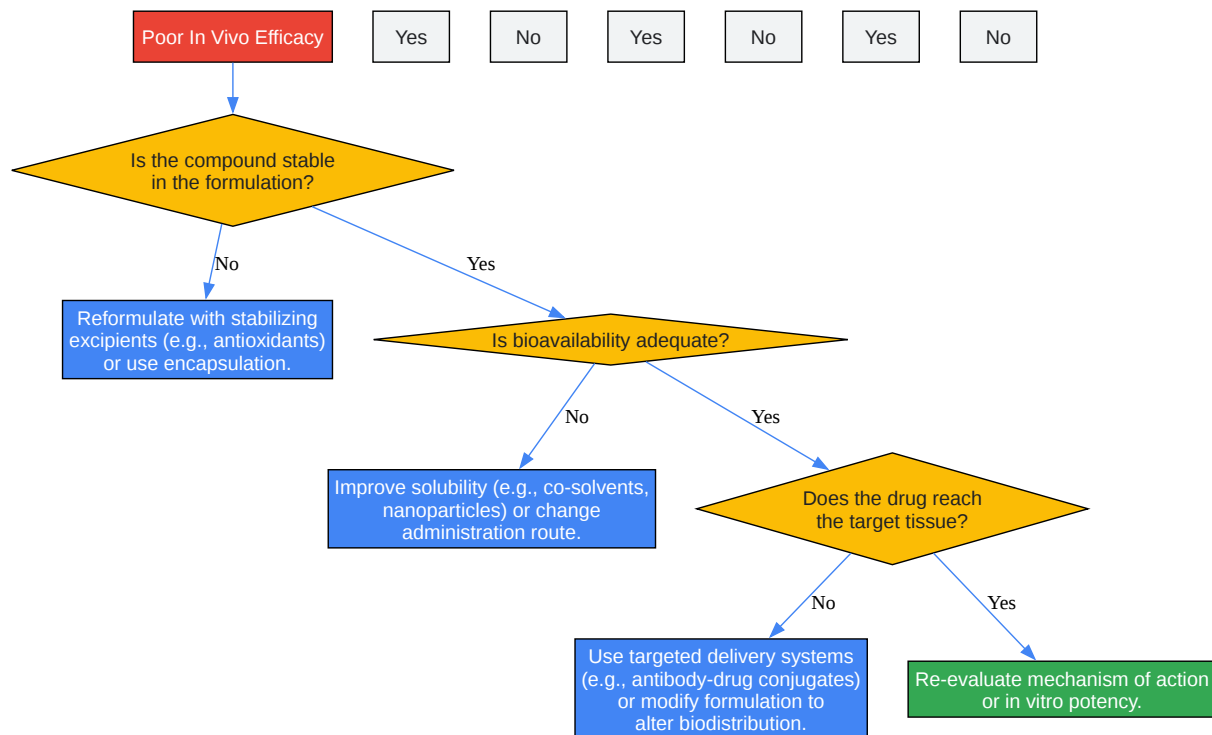 Poor In Vivo Efficacy
Yes
No
Yes
No
Yes
No
Is the compound stable
in the formulation?
No
Yes
Reformulate with stabilizing
excipients (e.g., antioxidants)
or use encapsulation.
Is bioavailability adequate?
No
Yes
Improve solubility (e.g., co-solvents,
nanoparticles) or change
administration route.
Does the drug reach
the target tissue?
No
Yes
Use targeted delivery systems
(e.g., antibody-drug conjugates)
or modify formulation to
alter biodistribution.
Re-evaluate mechanism of action
or in vitro potency.